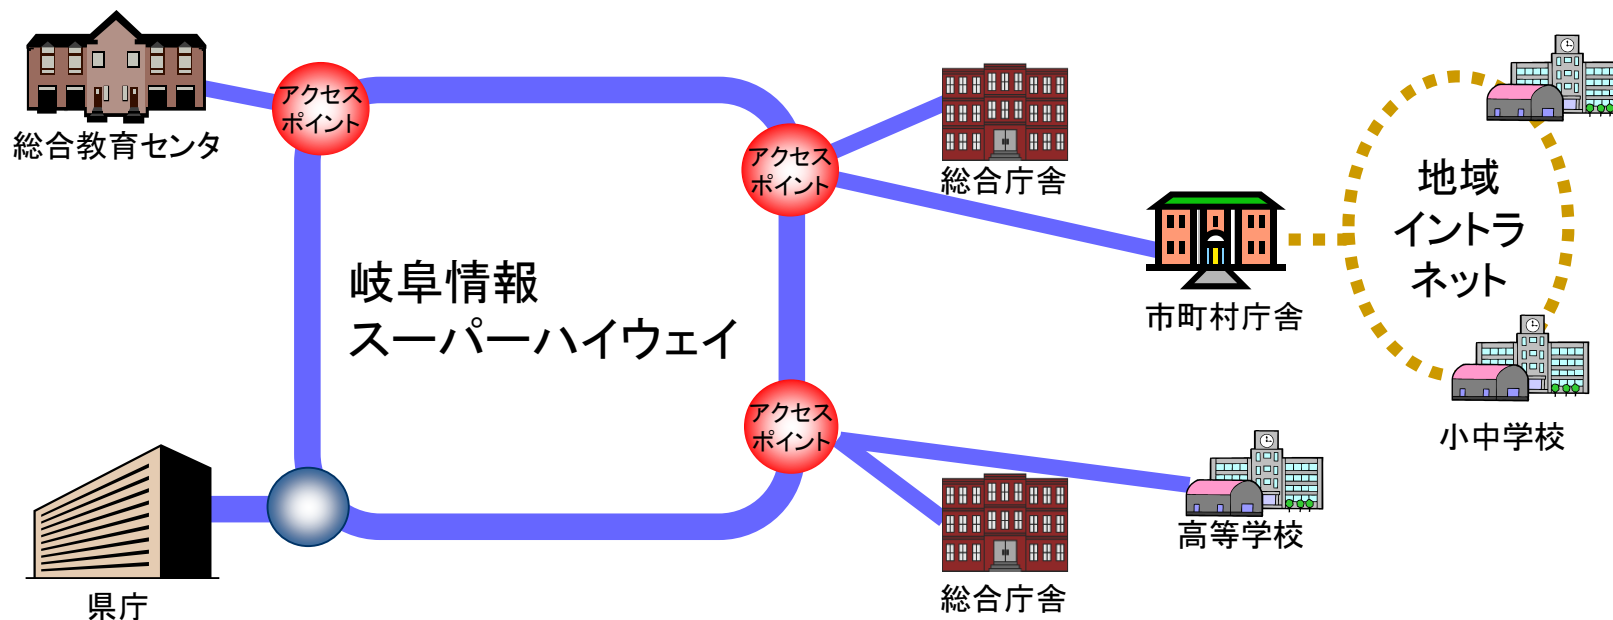 総合教育センタ
アクセス
ポイント
アクセス
ポイント
総合庁舎
地域
イントラ
ネット
岐阜情報
スーパーハイウェイ
市町村庁舎
アクセス
ポイント
小中学校
高等学校
総合庁舎
県庁